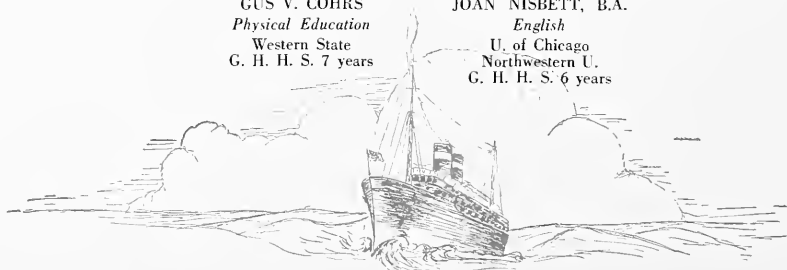 GUS V. COHRS
Physical Education
Western State
G. H. H. S. 7 years
JOAN NISBETT, B.A.
English
U. of Chicago
Northwestern U.
G. H. H. S. 6 years